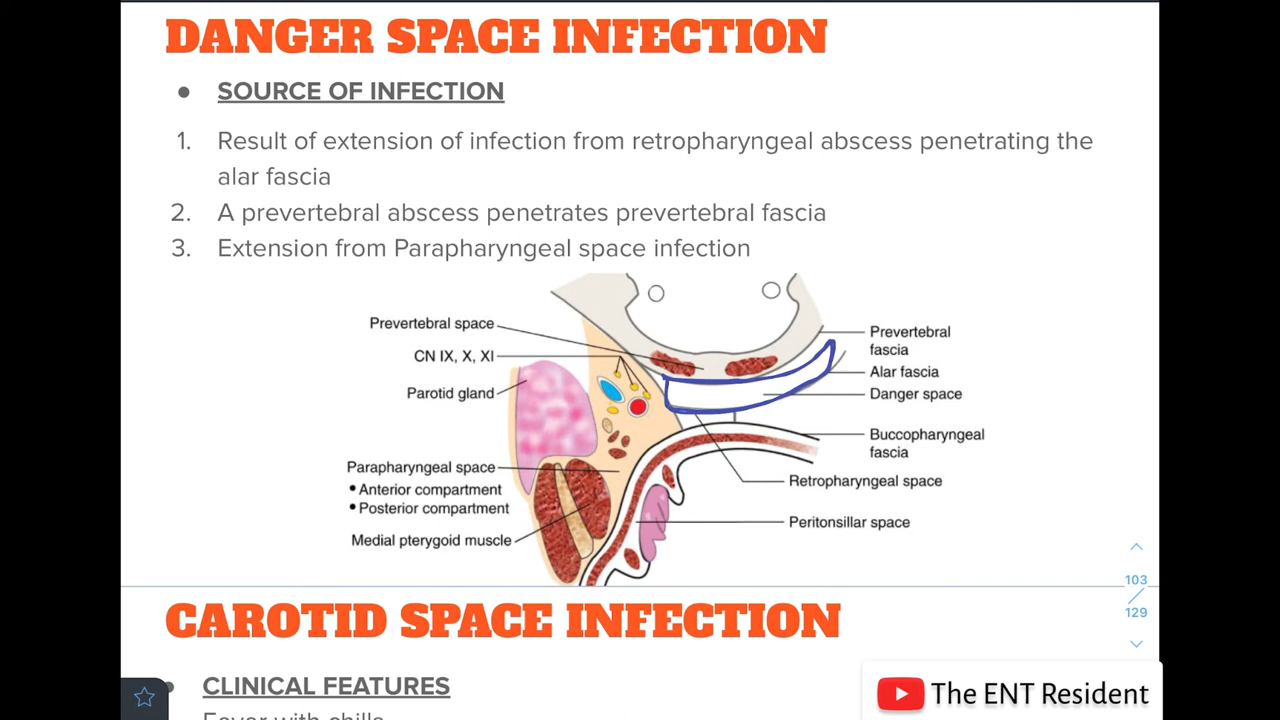 DANGER SPACE INFECTION
● SOURCE OF INFECTION
1. Result of extension of infection from retropharyngeal abscess penetrating the
alar fascia
2. A prevertebral abscess penetrates prevertebral fascia
3. Extension from Parapharyngeal space infection
Prevertebral space
CN IX, X, XI
Parotid gland
Parapharyngeal space
• Anterior compartment
• Posterior compartment
Medial pterygoid muscle
Prevertebral
fascia
Alar fascia
Danger space
Buccopharyngeal
fascia
Retropharyngeal space
Peritonsillar space
103
129
CAROTID SPACE INFECTION
CLINICAL FEATURES
The ENT Resident